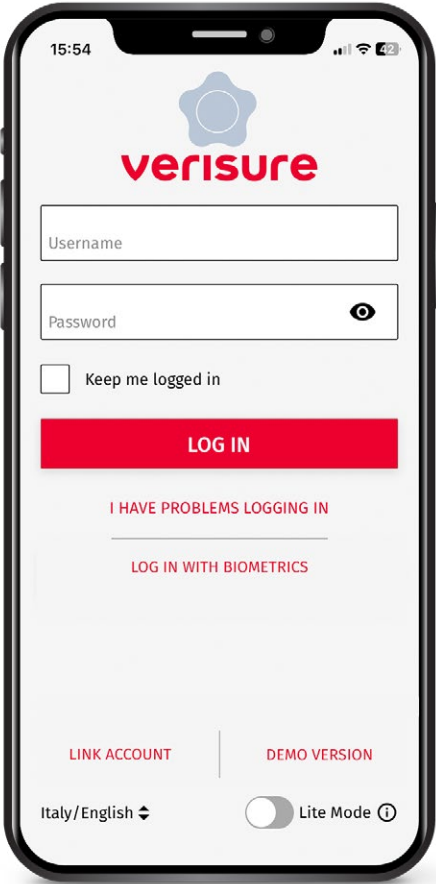 15:54
42
verisure
Username
Password
Keep me logged in
LOG IN
I HAVE PROBLEMS LOGGING IN
LOG IN WITH BIOMETRICS
LINK ACCOUNT
DEMO VERSION
Italy/English
Lite Mode